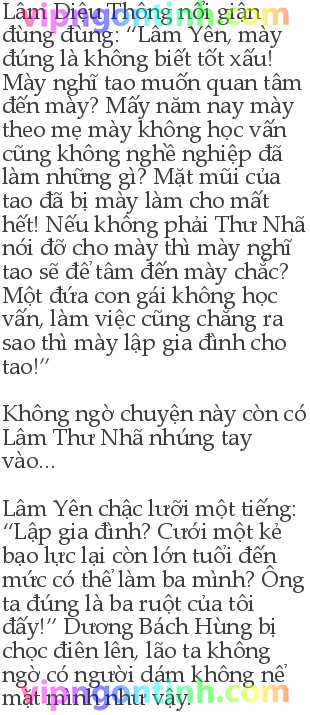 Lâm Diệu Thông nổi giận
vipngontinh.com
đùng đùng: “Lâm Yên, mày
đúng là không biết tốt xấu!
Mày nghĩ tao muốn quan tâm
đến mày? Mấy năm nay mày
theo mẹ mày không học vấn
cũng không nghề nghiệp đã
làm những gì? Mặt mũi của
tao đã bị mày làm cho mất
hết! Nếu không phải Thư Nhã
nói đỡ cho mày thì mày nghĩ
tao sẽ để tâm đến mày chắc?
Một đứa con gái không học
vấn, làm việc cũng chẳng ra
sao thì mày lập gia đình cho
tao!”
Không ngờ chuyện này còn có
Lâm Thư Nhã nhúng tay
vào...
Lâm Yên chậc lưỡi một tiếng:
“Lập gia đình? Cưới một kẻ
bạo lực lại còn lớn tuổi đến
mức có thể làm ba mình? Ông
ta đúng là ba ruột của tôi
đấy!” Dương Bách Hùng bị
chọc điên lên, lão ta không
ngờ có người dám không nể
mặt mình như vậy.
vipngontinh.com